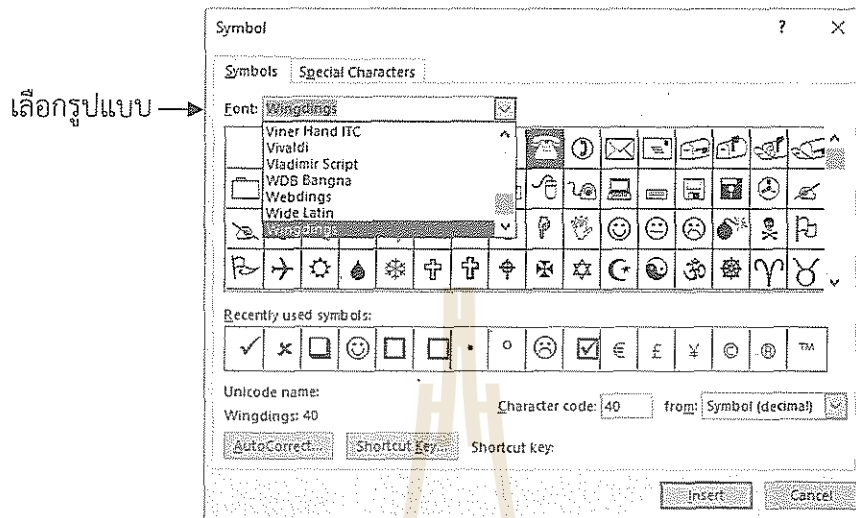 Symbol ? ×
Symbols Special Characters
เลือกรูปแบบ
Font: Wingdings
Viner Hand ITC
Vivaldi
Vladimir Script
WDB Bangna
Webdings
Wide Latin
Wingdings
Recently used symbols:
✓ × ❑ ☺ □ □ • ○ ☹ ☑ € £ ¥ © ® ™
Unicode name:
Wingdings: 40
Character code: 40 from: Symbol (decimal)
AutoCorrect... Shortcut Key... Shortcut key:
Insert Cancel